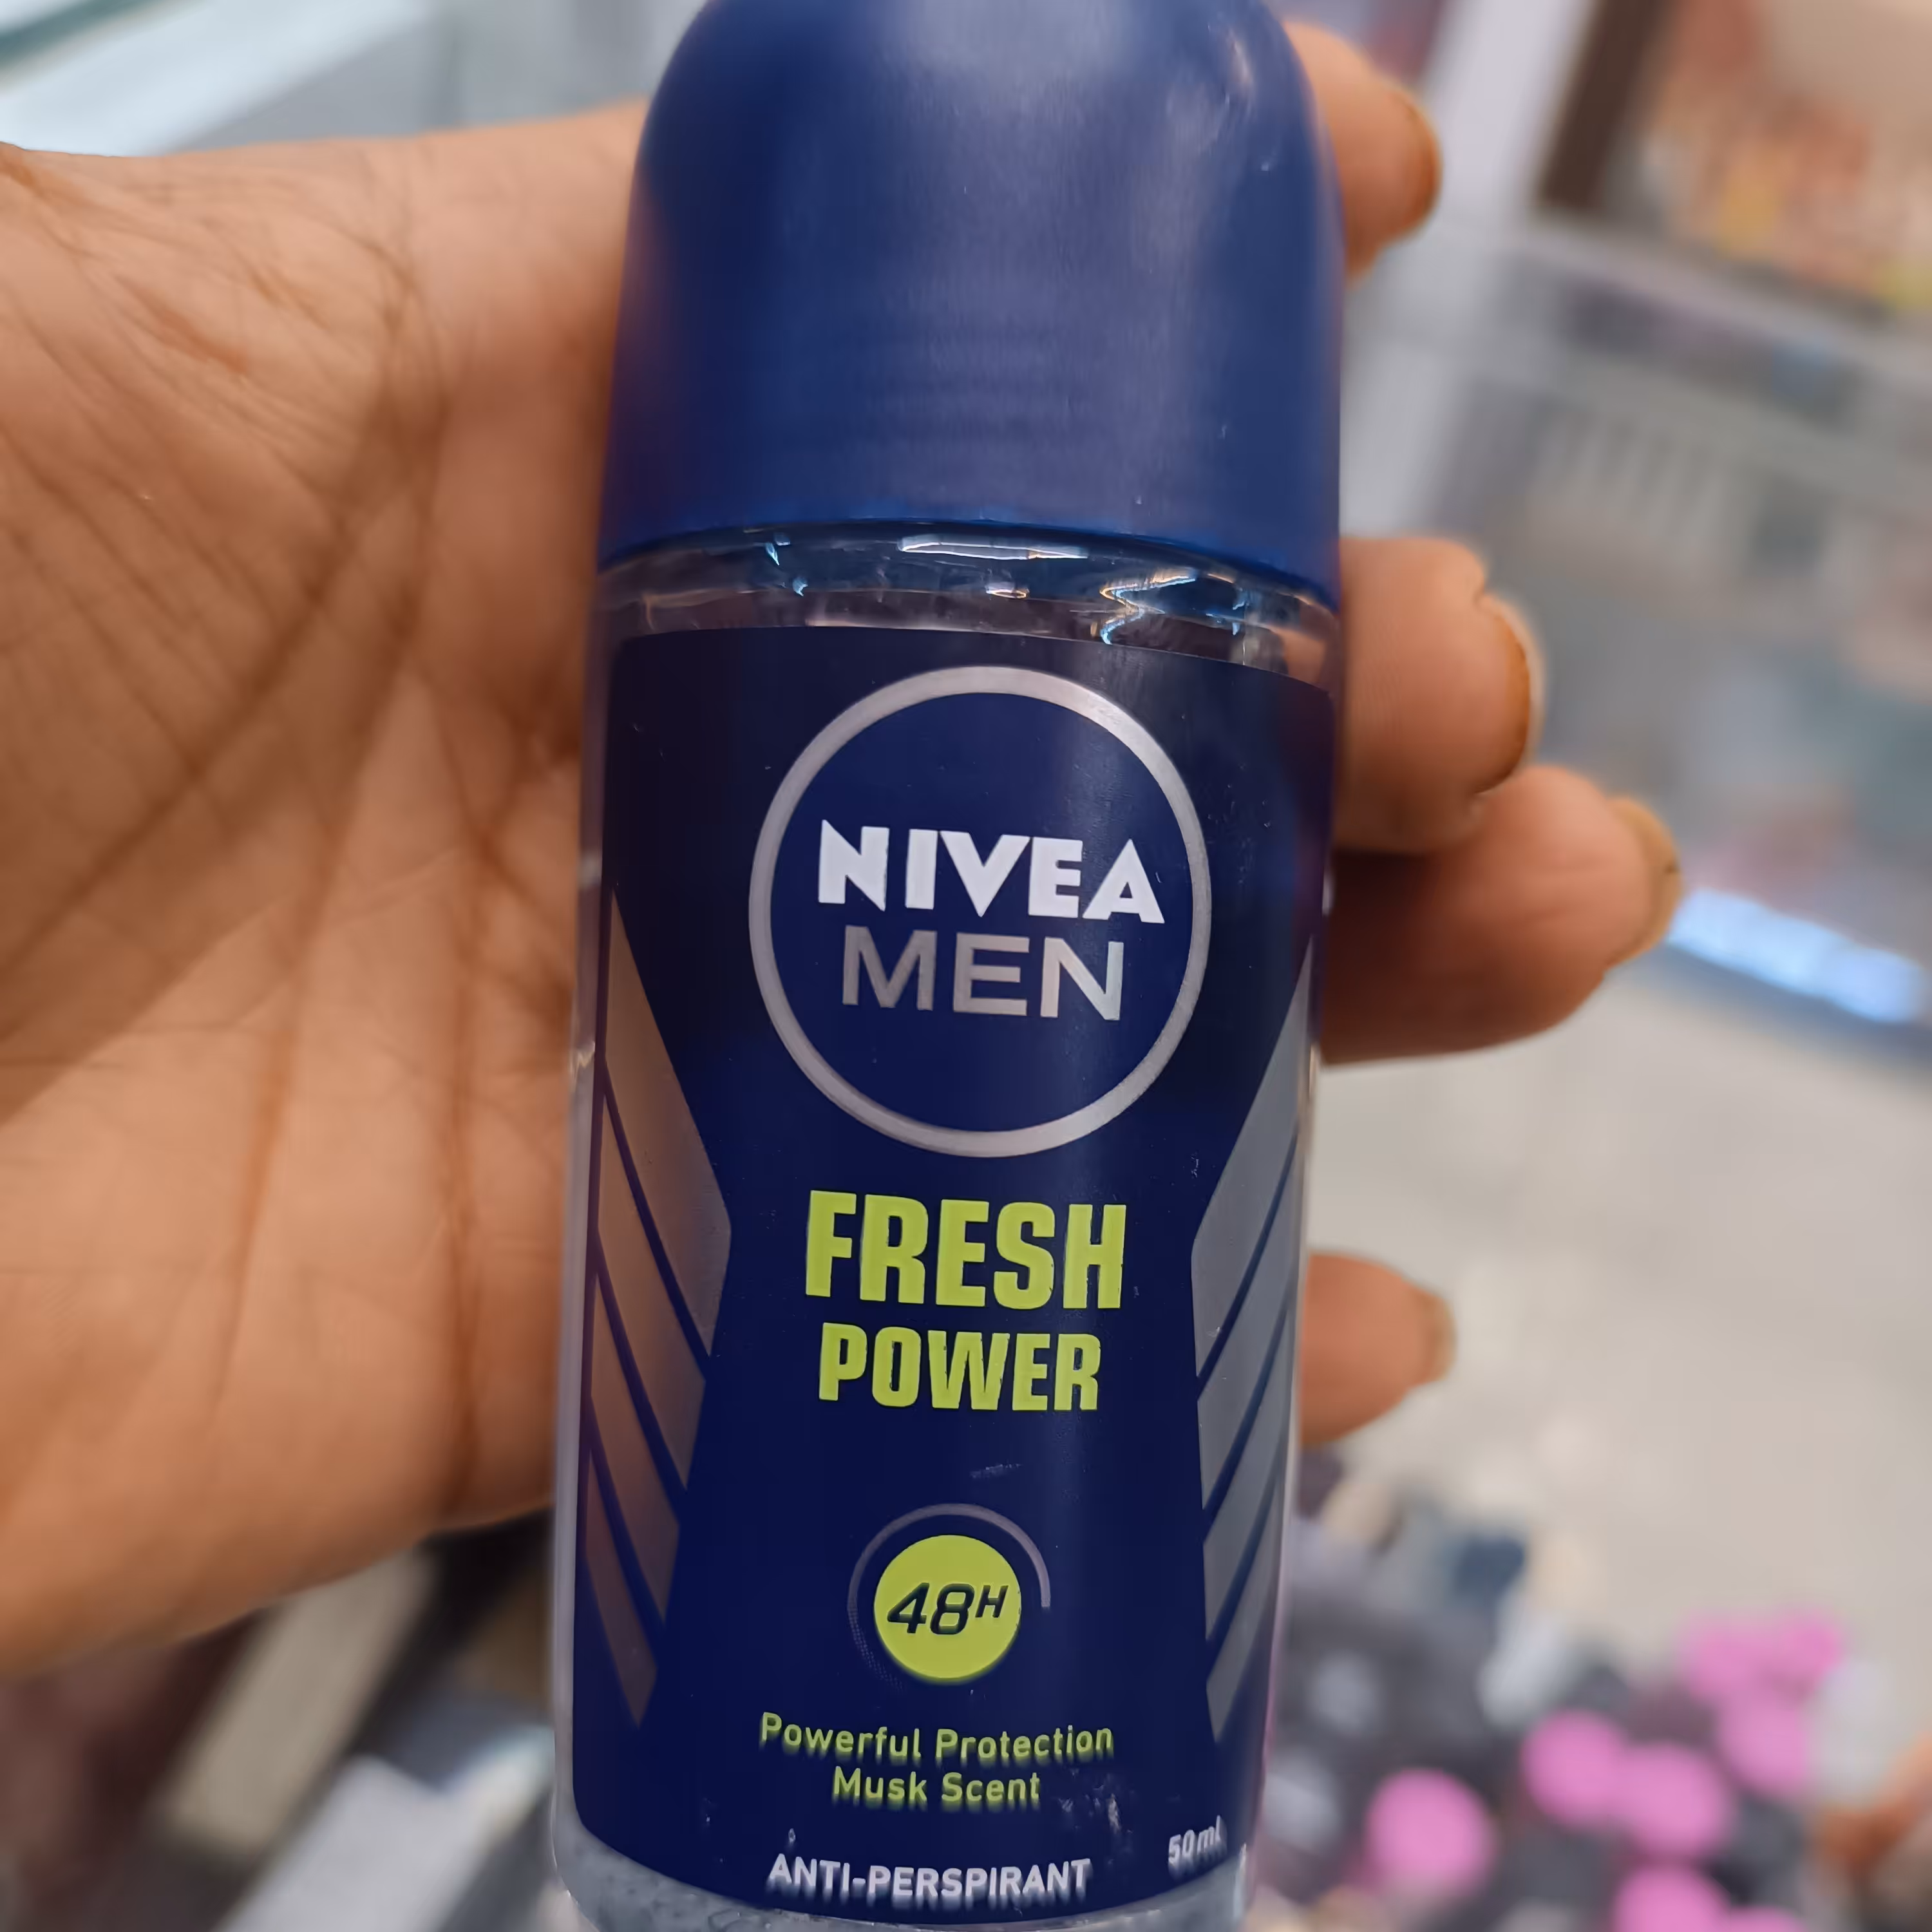 NIVEA
MEN
FRESH
POWER
48H
Powerful Protection
Musk Scent
50ml
ANTI-PERSPIRANT